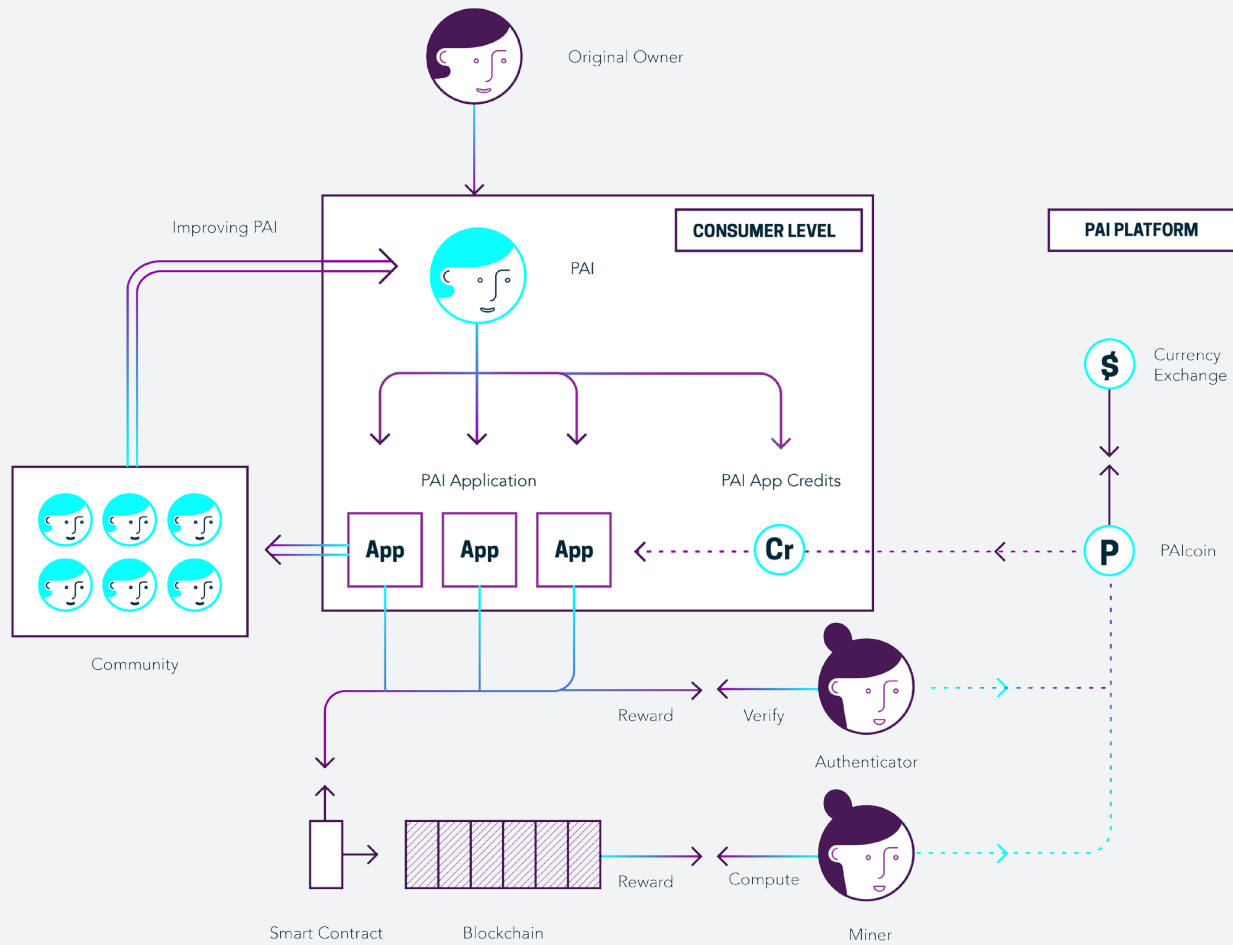 Original Owner
Improving PAI
CONSUMER LEVEL
PAI PLATFORM
PAI
$
Currency
Exchange
PAI Application
PAI App Credits
App
App
App
Cr
P
PAIcoin
Community
Reward
Verify
Authenticator
Reward
Compute
Smart Contract
Blockchain
Miner